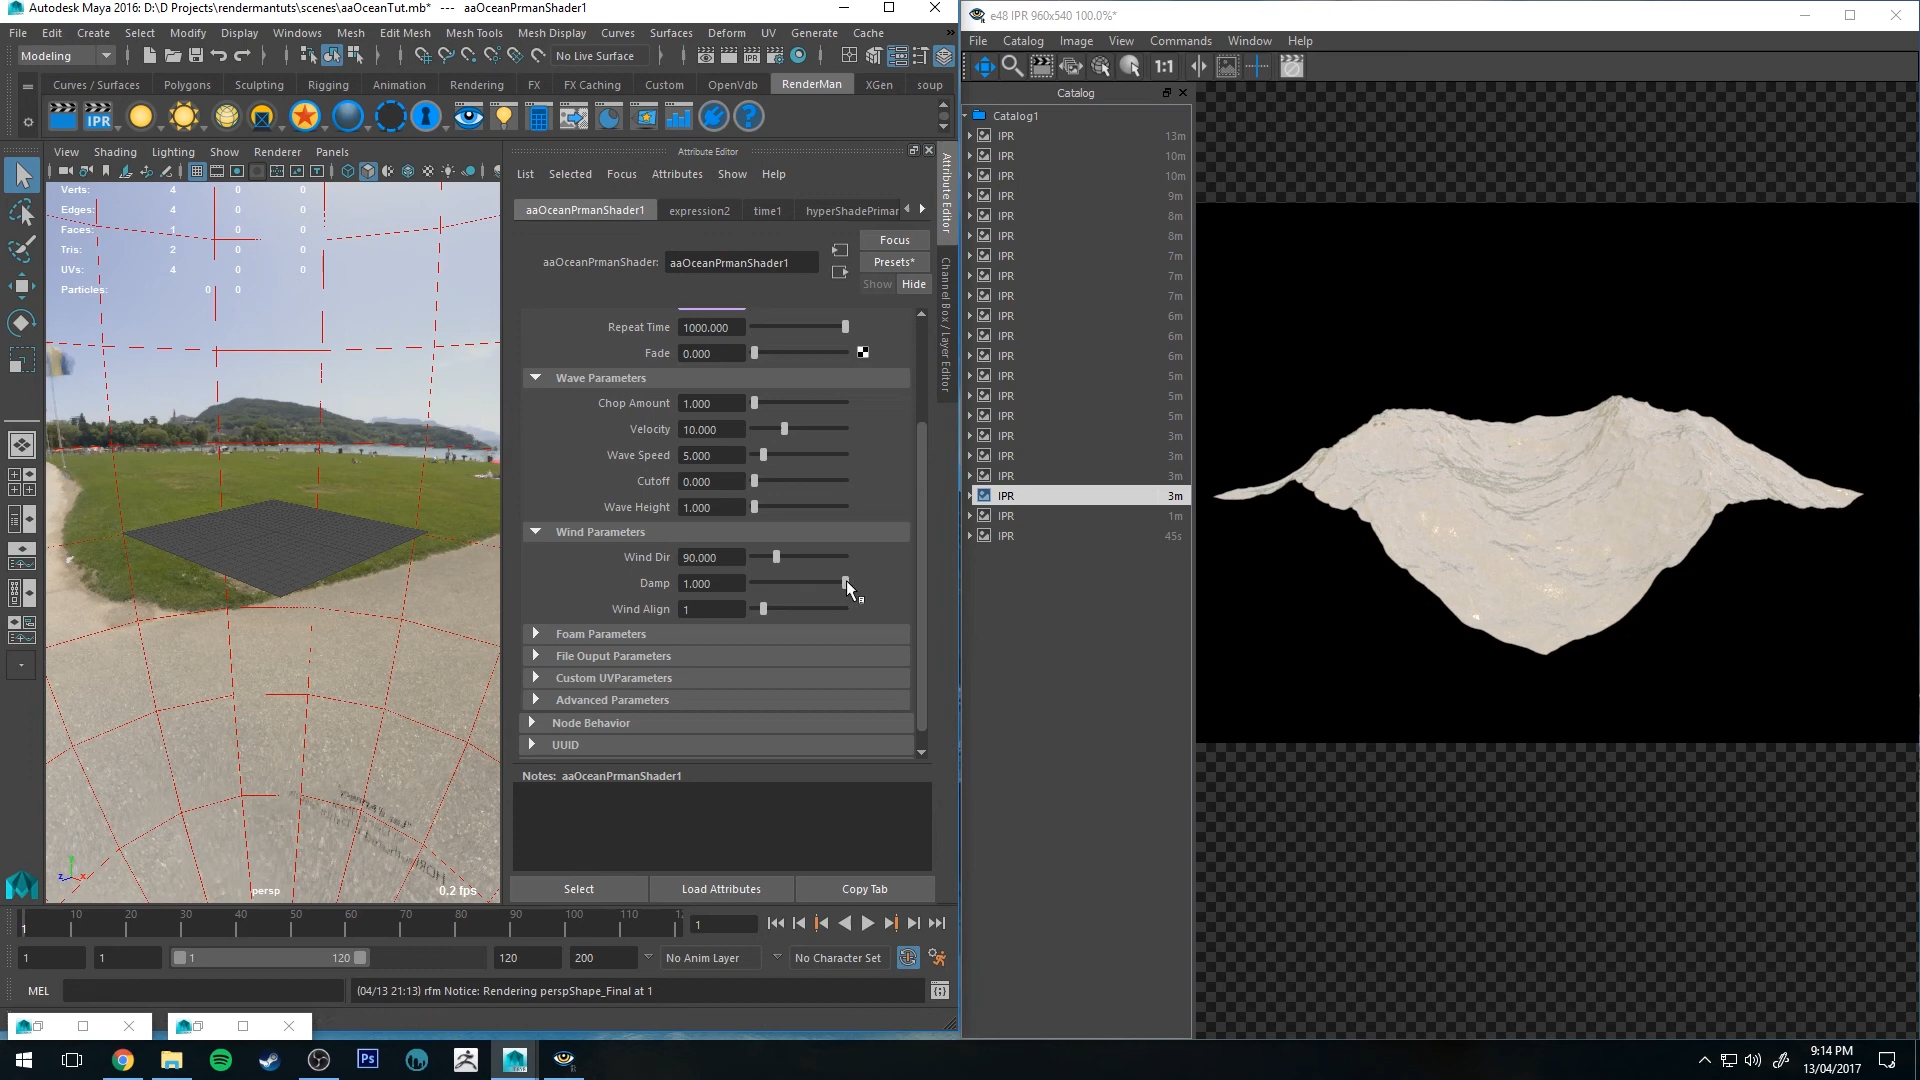 Autodesk Maya 2016: D:\D Projects\rendermantuts\scenes\aaOceanTut.mb*  ---  aaOceanPrmanShader1
File Edit Create Select Modify Display Windows Mesh Edit Mesh Mesh Tools Mesh Display Curves Surfaces Deform UV Generate Cache
Modeling
No Live Surface
Curves / Surfaces Polygons Sculpting Rigging Animation Rendering FX FX Caching Custom OpenVdb RenderMan XGen soup
IPR
View Shading Lighting Show Renderer Panels
Verts: 4 0 0
Edges: 4 0 0
Faces: 1 0 0
Tris: 2 0 0
UVs: 4 0 0
Particles: 0 0
persp
0.2 fps
Attribute Editor
List Selected Focus Attributes Show Help
aaOceanPrmanShader1 expression2 time1 hyperShadePrimar
aaOceanPrmanShader: aaOceanPrmanShader1
Focus
Presets*
Show Hide
Repeat Time 1000.000
Fade 0.000
Wave Parameters
Chop Amount 1.000
Velocity 10.000
Wave Speed 5.000
Cutoff 0.000
Wave Height 1.000
Wind Parameters
Wind Dir 90.000
Damp 1.000
Wind Align 1
Foam Parameters
File Ouput Parameters
Custom UVParameters
Advanced Parameters
Node Behavior
UUID
Notes: aaOceanPrmanShader1
Select Load Attributes Copy Tab
Attribute Editor
Channel Box / Layer Editor
10 20 30 40 50 60 70 80 90 100 110
1
1
1 1 1 120 120 200 No Anim Layer No Character Set
MEL
(04/13 21:13) rfm Notice: Rendering perspShape_Final at 1
e48 IPR 960x540 100.0%*
File Catalog Image View Commands Window Help
1:1
Catalog
Catalog1
IPR 13m
IPR 10m
IPR 10m
IPR 9m
IPR 8m
IPR 8m
IPR 7m
IPR 7m
IPR 7m
IPR 6m
IPR 6m
IPR 6m
IPR 5m
IPR 5m
IPR 5m
IPR 3m
IPR 3m
IPR 3m
IPR 3m
IPR 1m
IPR 45s
Ps
9:14 PM
13/04/2017